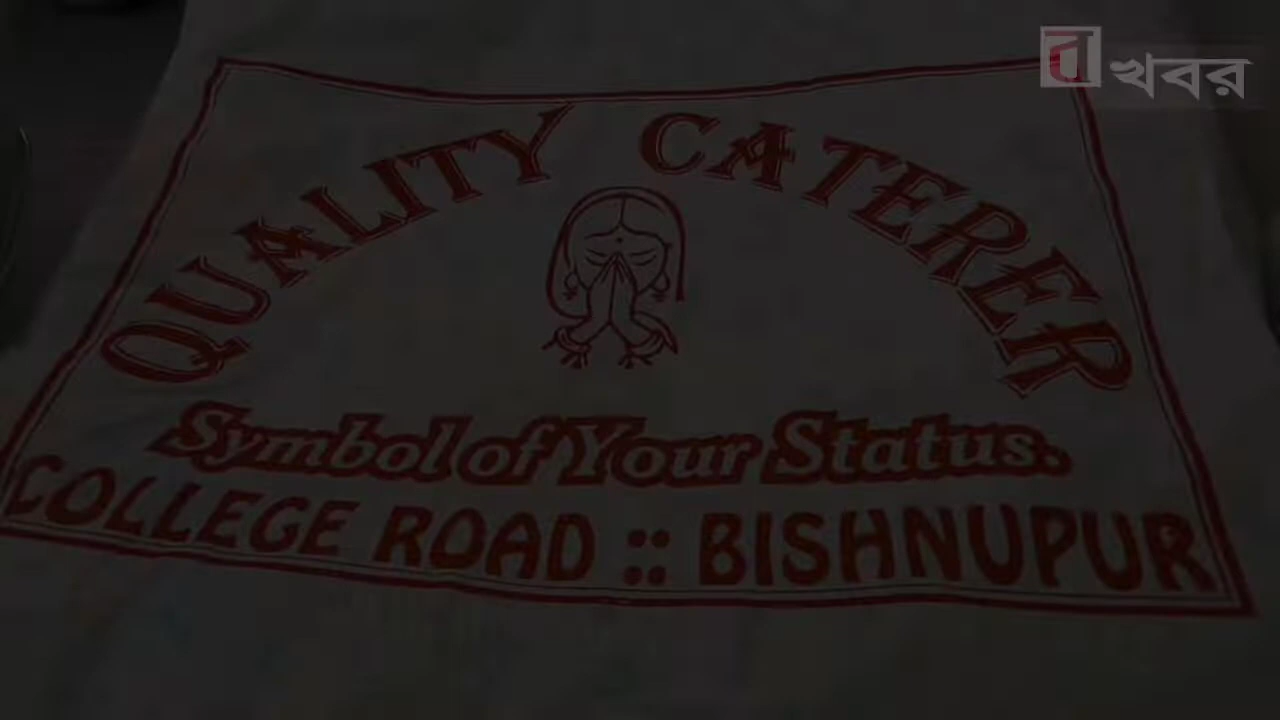 ন খবর
QUALITY CATERER
Symbol of Your Status.
COLLEGE ROAD :: BISHNUPUR